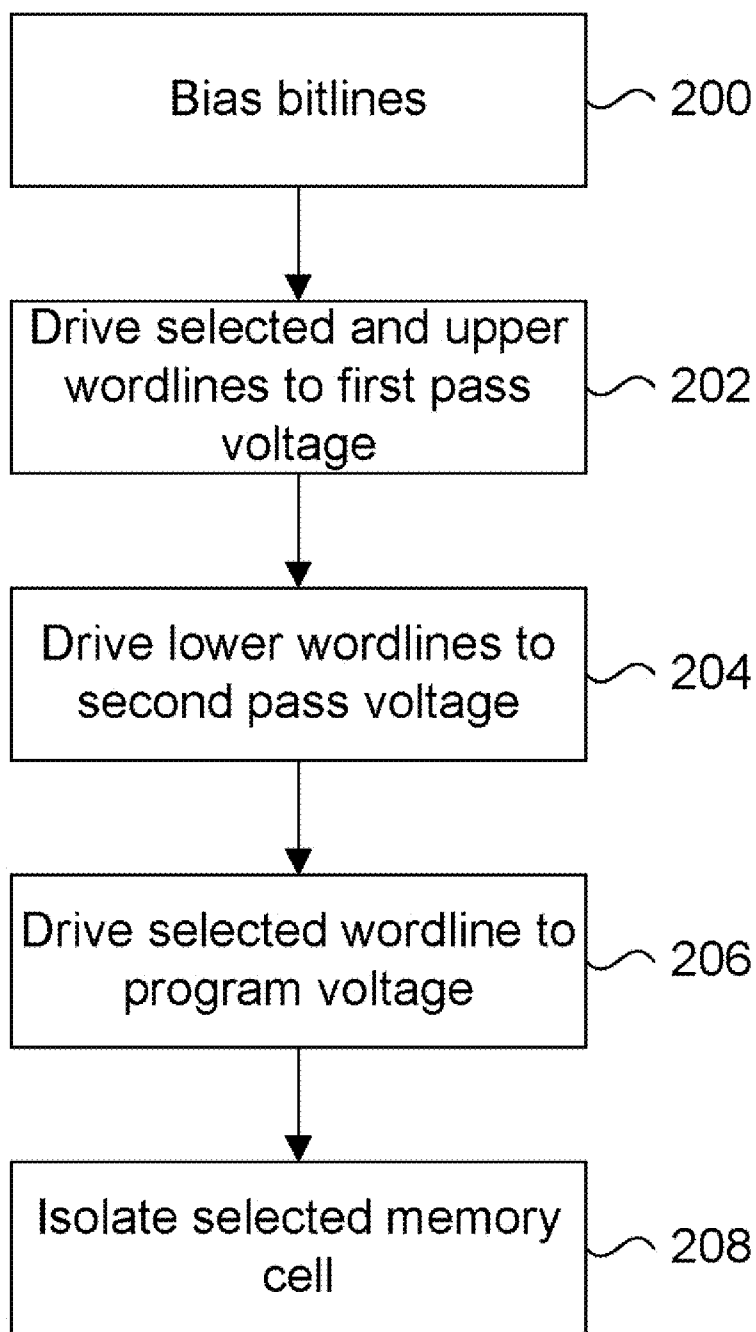 Bias bitlines
200
Drive selected and upper
wordlines to first pass
voltage
202
Drive lower wordlines to
second pass voltage
204
Drive selected wordline to
program voltage
206
Isolate selected memory
cell
208